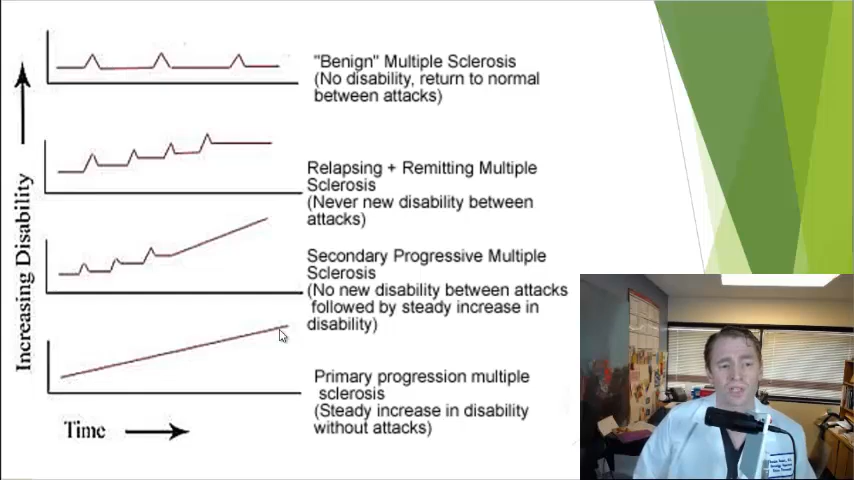 "Benign" Multiple Sclerosis
(No disability, return to normal
between attacks)
Relapsing + Remitting Multiple
Sclerosis
(Never new disability between
attacks)
Secondary Progressive Multiple
Sclerosis
(No new disability between attacks
followed by steady increase in
disability)
Primary progression multiple
sclerosis
(Steady increase in disability
without attacks)
Increasing Disability
Time